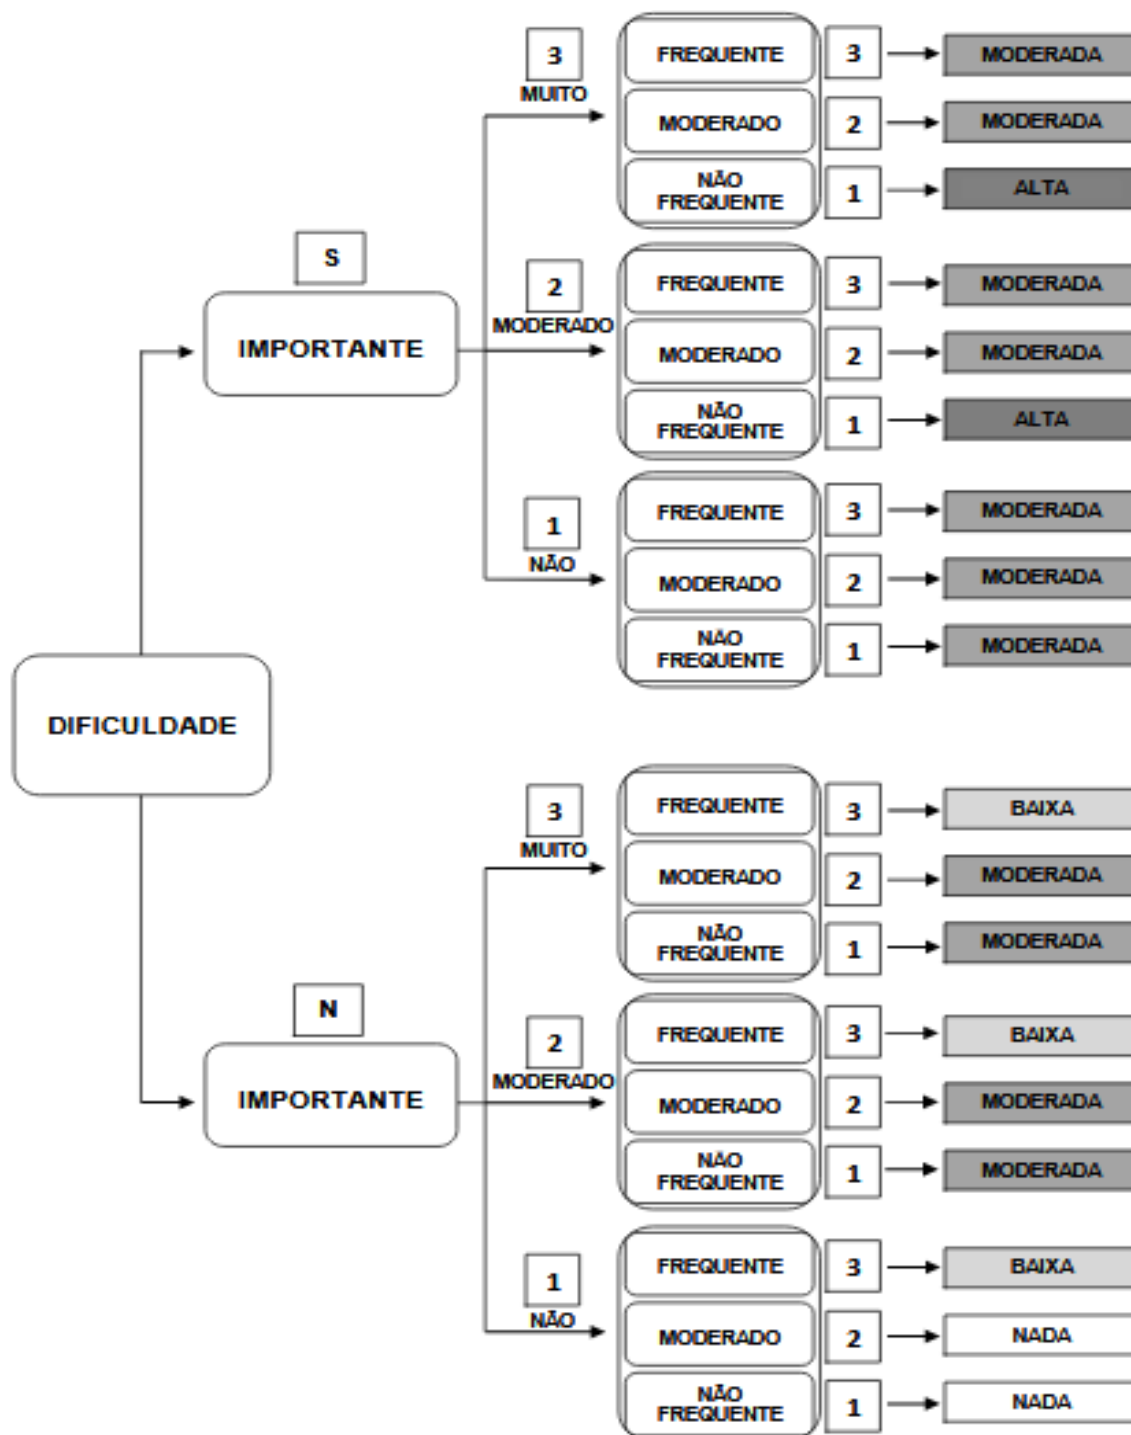 3
MUITO
FREQUENTE 3 MODERADA
MODERADO 2 MODERADA
NÃO
FREQUENTE 1 ALTA
S
IMPORTANTE
2
MODERADO
FREQUENTE 3 MODERADA
MODERADO 2 MODERADA
NÃO
FREQUENTE 1 ALTA
1
NÃO
FREQUENTE 3 MODERADA
MODERADO 2 MODERADA
NÃO
FREQUENTE 1 MODERADA
DIFICULDADE
3
MUITO
FREQUENTE 3 BAIXA
MODERADO 2 MODERADA
NÃO
FREQUENTE 1 MODERADA
N
IMPORTANTE
2
MODERADO
FREQUENTE 3 BAIXA
MODERADO 2 MODERADA
NÃO
FREQUENTE 1 MODERADA
1
NÃO
FREQUENTE 3 BAIXA
MODERADO 2 NADA
NÃO
FREQUENTE 1 NADA